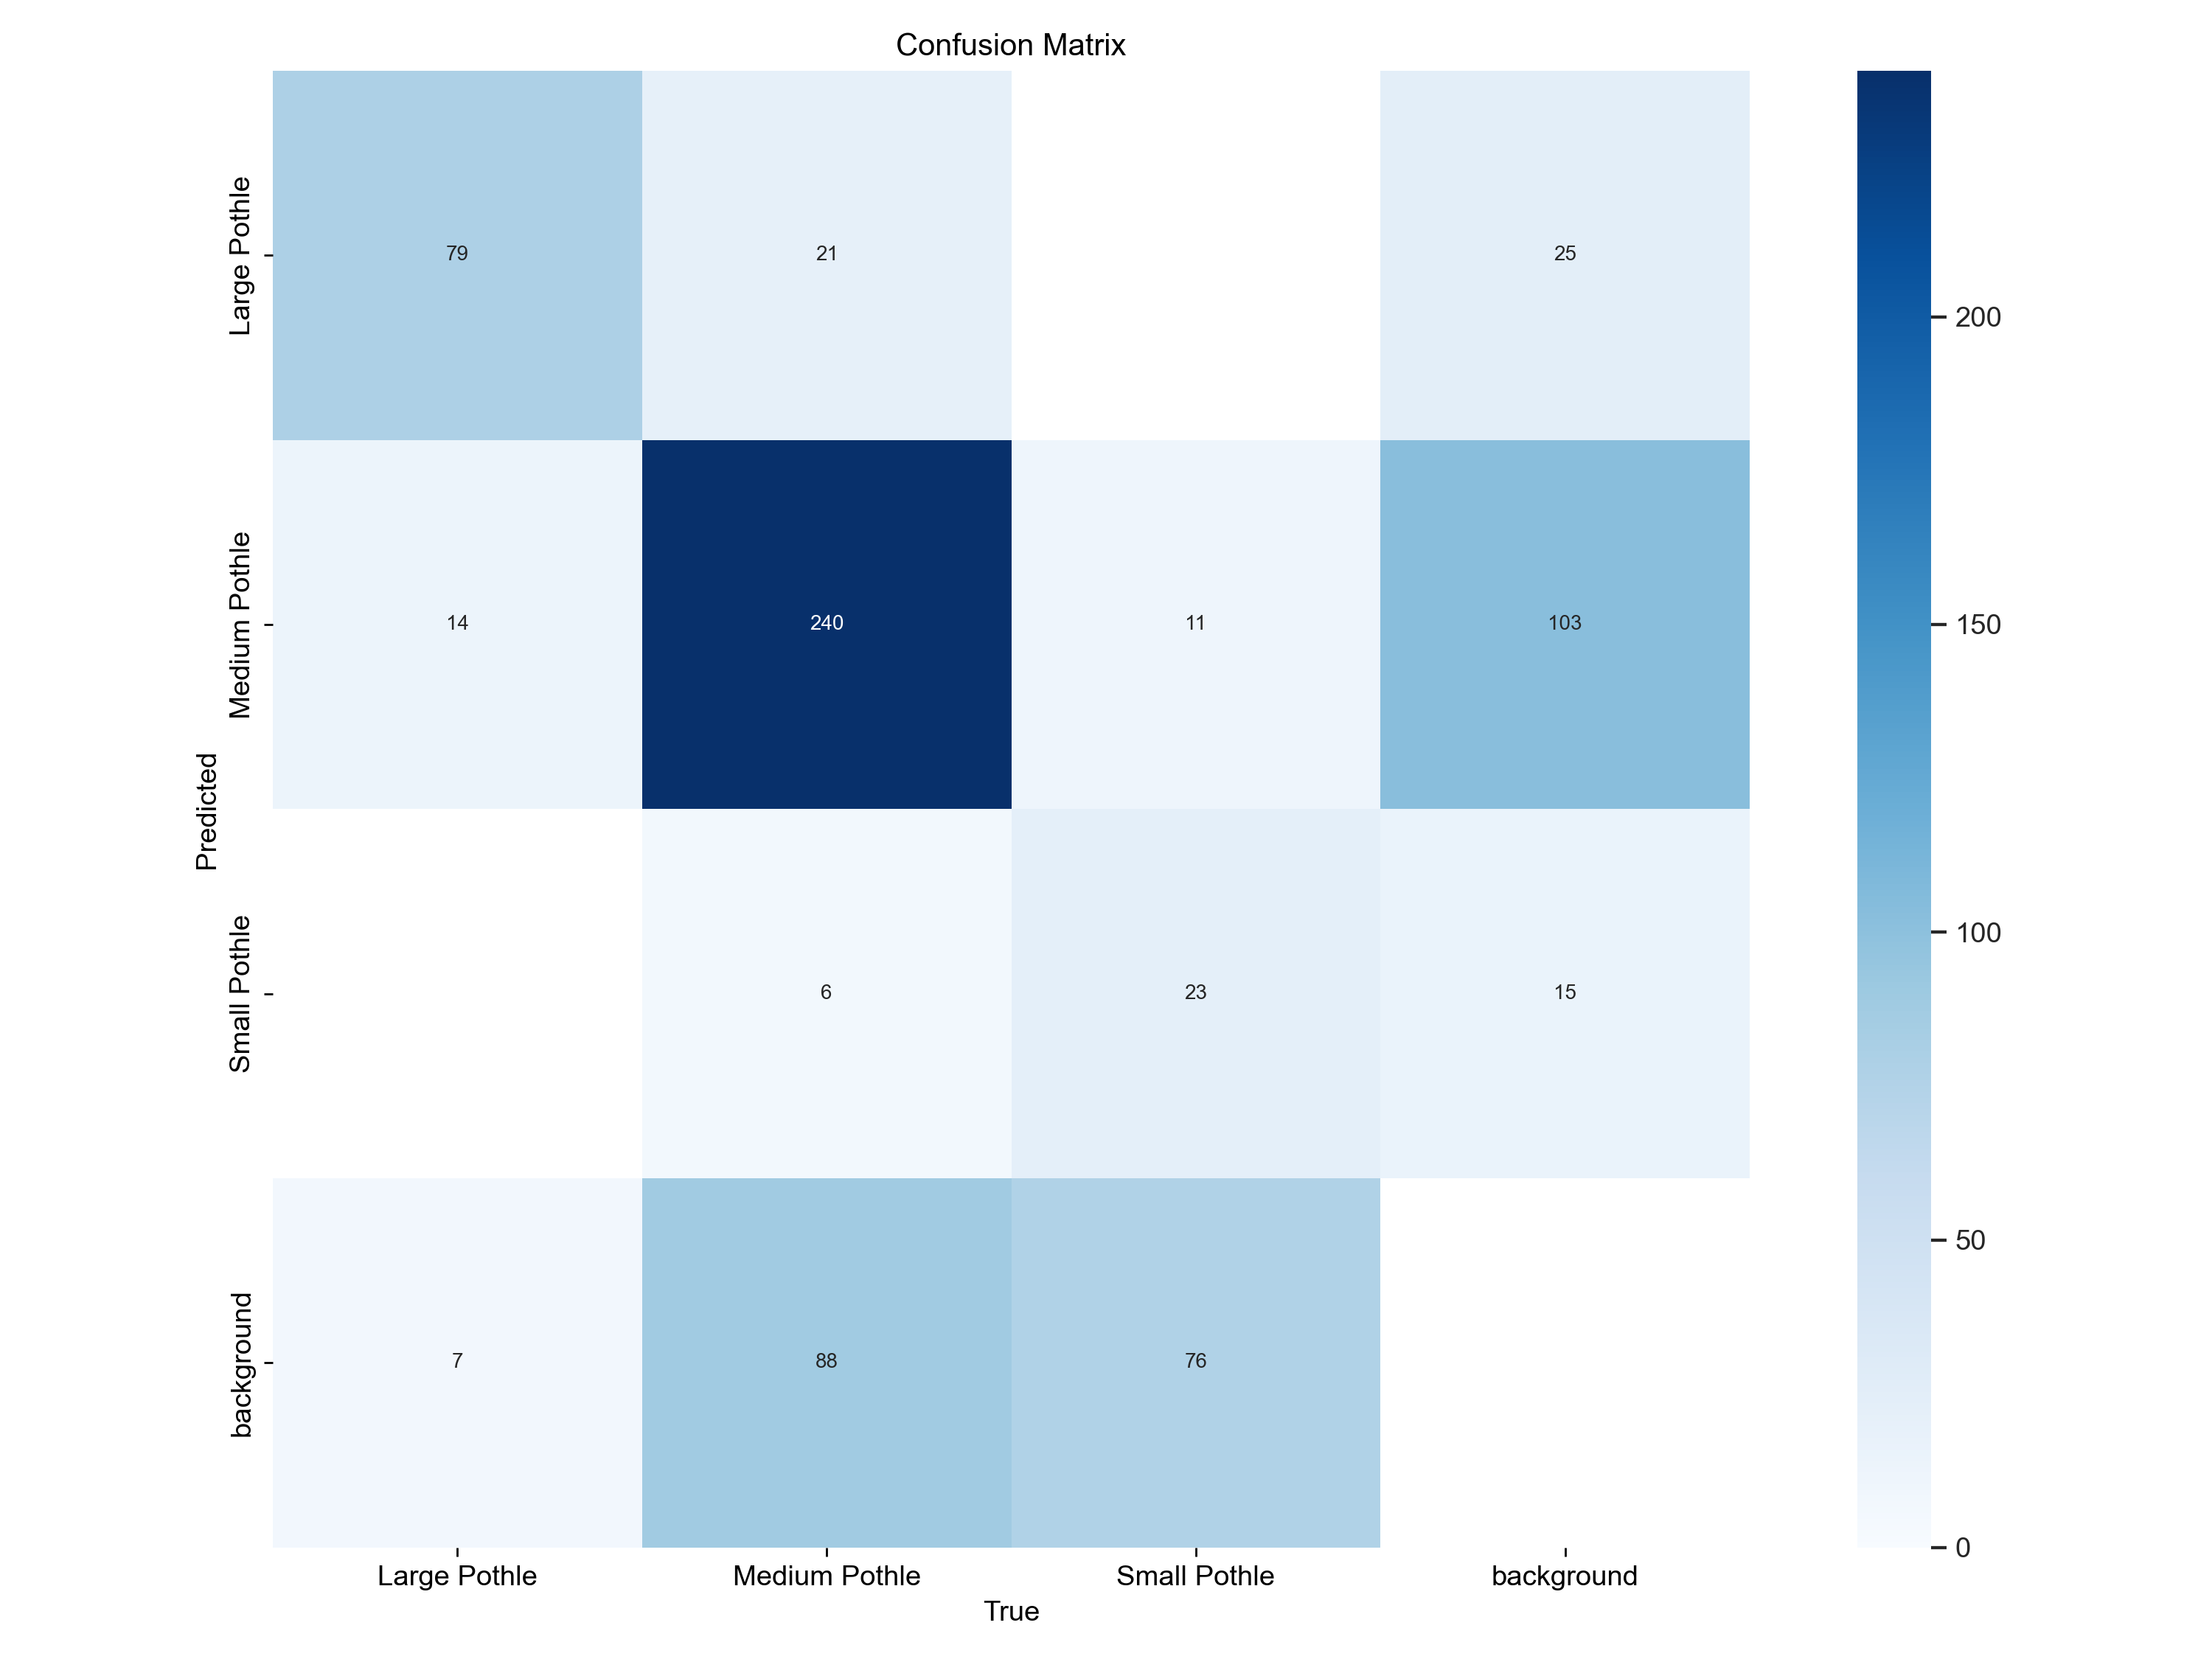 Confusion Matrix
Large Pothle
79
21
25
200
Medium Pothle
14
240
11
103
150
Predicted
Small Pothle
6
23
15
100
background
7
88
76
50
0
Large Pothle
Medium Pothle
Small Pothle
background
True